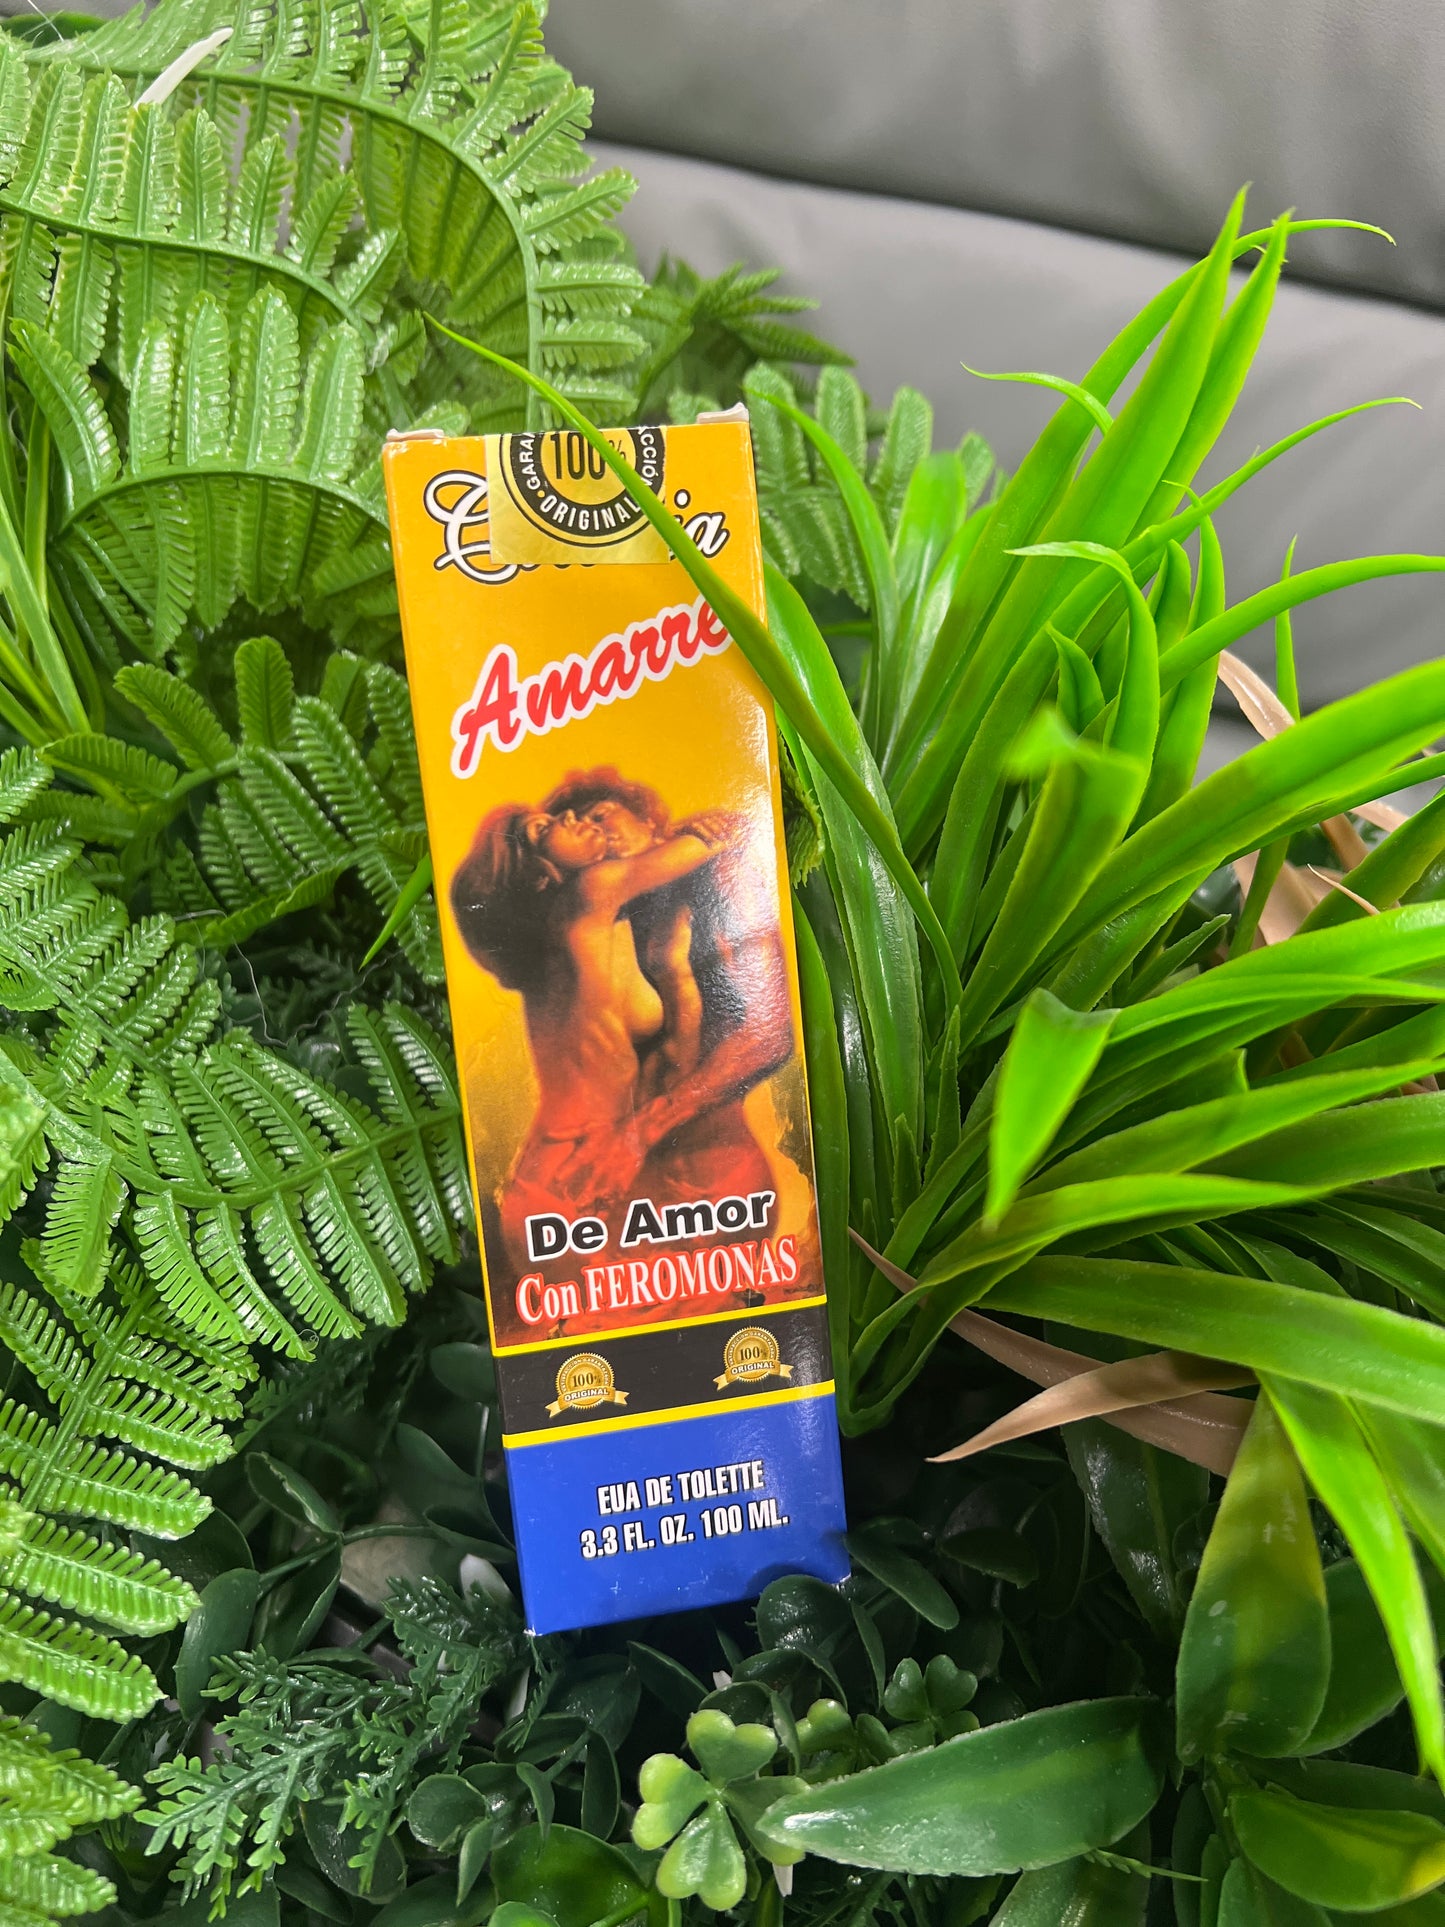 100%
ORIGINAL
Amarre
De Amor
Con FEROMONAS
100%
ORIGINAL
100%
ORIGINAL
EUA DE TOLETTE
3.3 FL. OZ. 100 ML.